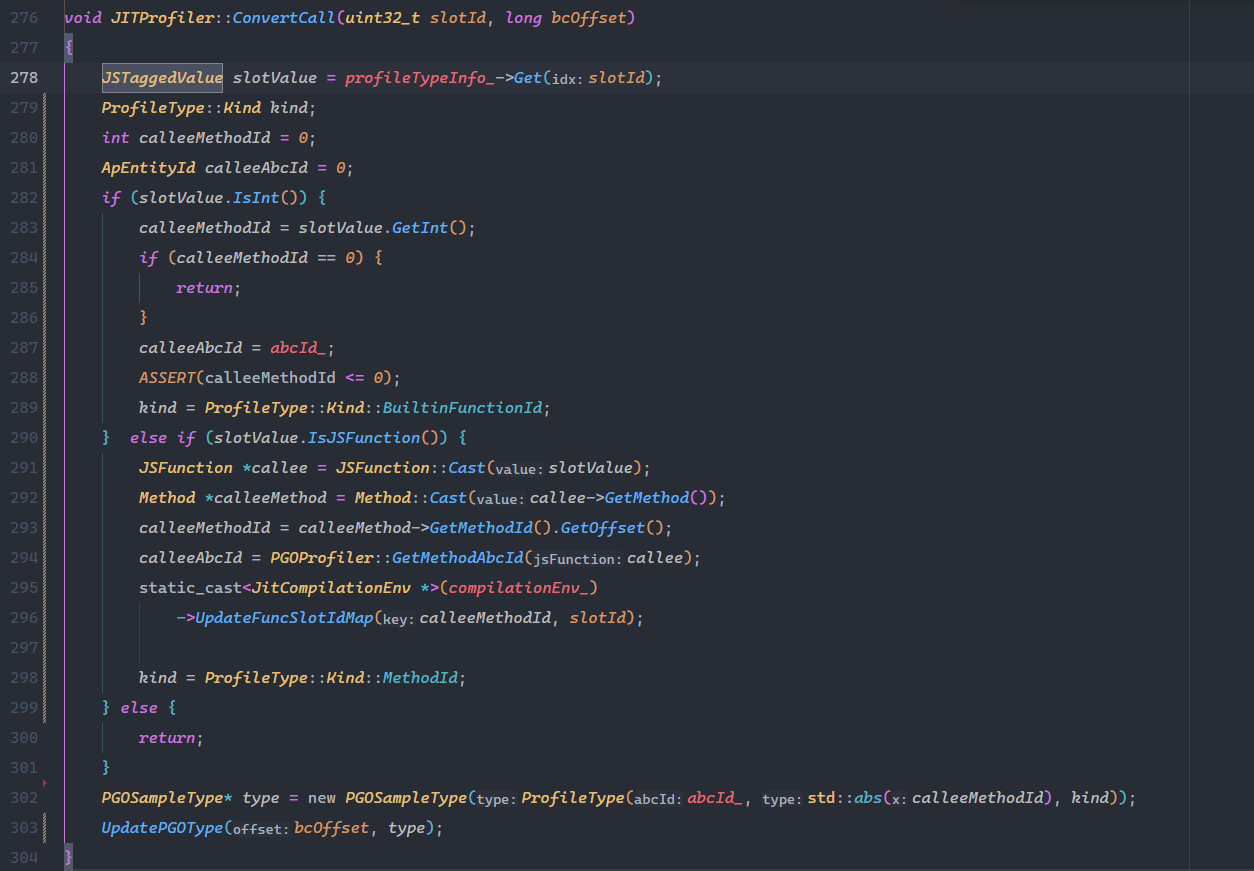 276 void JITProfiler::ConvertCall(uint32_t slotId, long bcOffset)
277 {
278 JSTaggedValue slotValue = profileTypeInfo_->Get(idx: slotId);
279 ProfileType::Kind kind;
280 int calleeMethodId = 0;
281 ApEntityId calleeAbcId = 0;
282 if (slotValue.IsInt()) {
283 calleeMethodId = slotValue.GetInt();
284 if (calleeMethodId == 0) {
285 return;
286 }
287 calleeAbcId = abcId_;
288 ASSERT(calleeMethodId <= 0);
289 kind = ProfileType::Kind::BuiltinFunctionId;
290 }  else if (slotValue.IsJSFunction()) {
291 JSFunction *callee = JSFunction::Cast(value: slotValue);
292 Method *calleeMethod = Method::Cast(value: callee->GetMethod());
293 calleeMethodId = calleeMethod->GetMethodId().GetOffset();
294 calleeAbcId = PGOProfiler::GetMethodAbcId(jsFunction: callee);
295 static_cast<JitCompilationEnv *>(compilationEnv_)
296 ->UpdateFuncSlotIdMap(key: calleeMethodId, slotId);
297
298 kind = ProfileType::Kind::MethodId;
299 } else {
300 return;
301 }
302 PGOSampleType* type = new PGOSampleType(type: ProfileType(abcId: abcId_, type: std::abs(x: calleeMethodId), kind));
303 UpdatePGOType(offset: bcOffset, type);
304 }